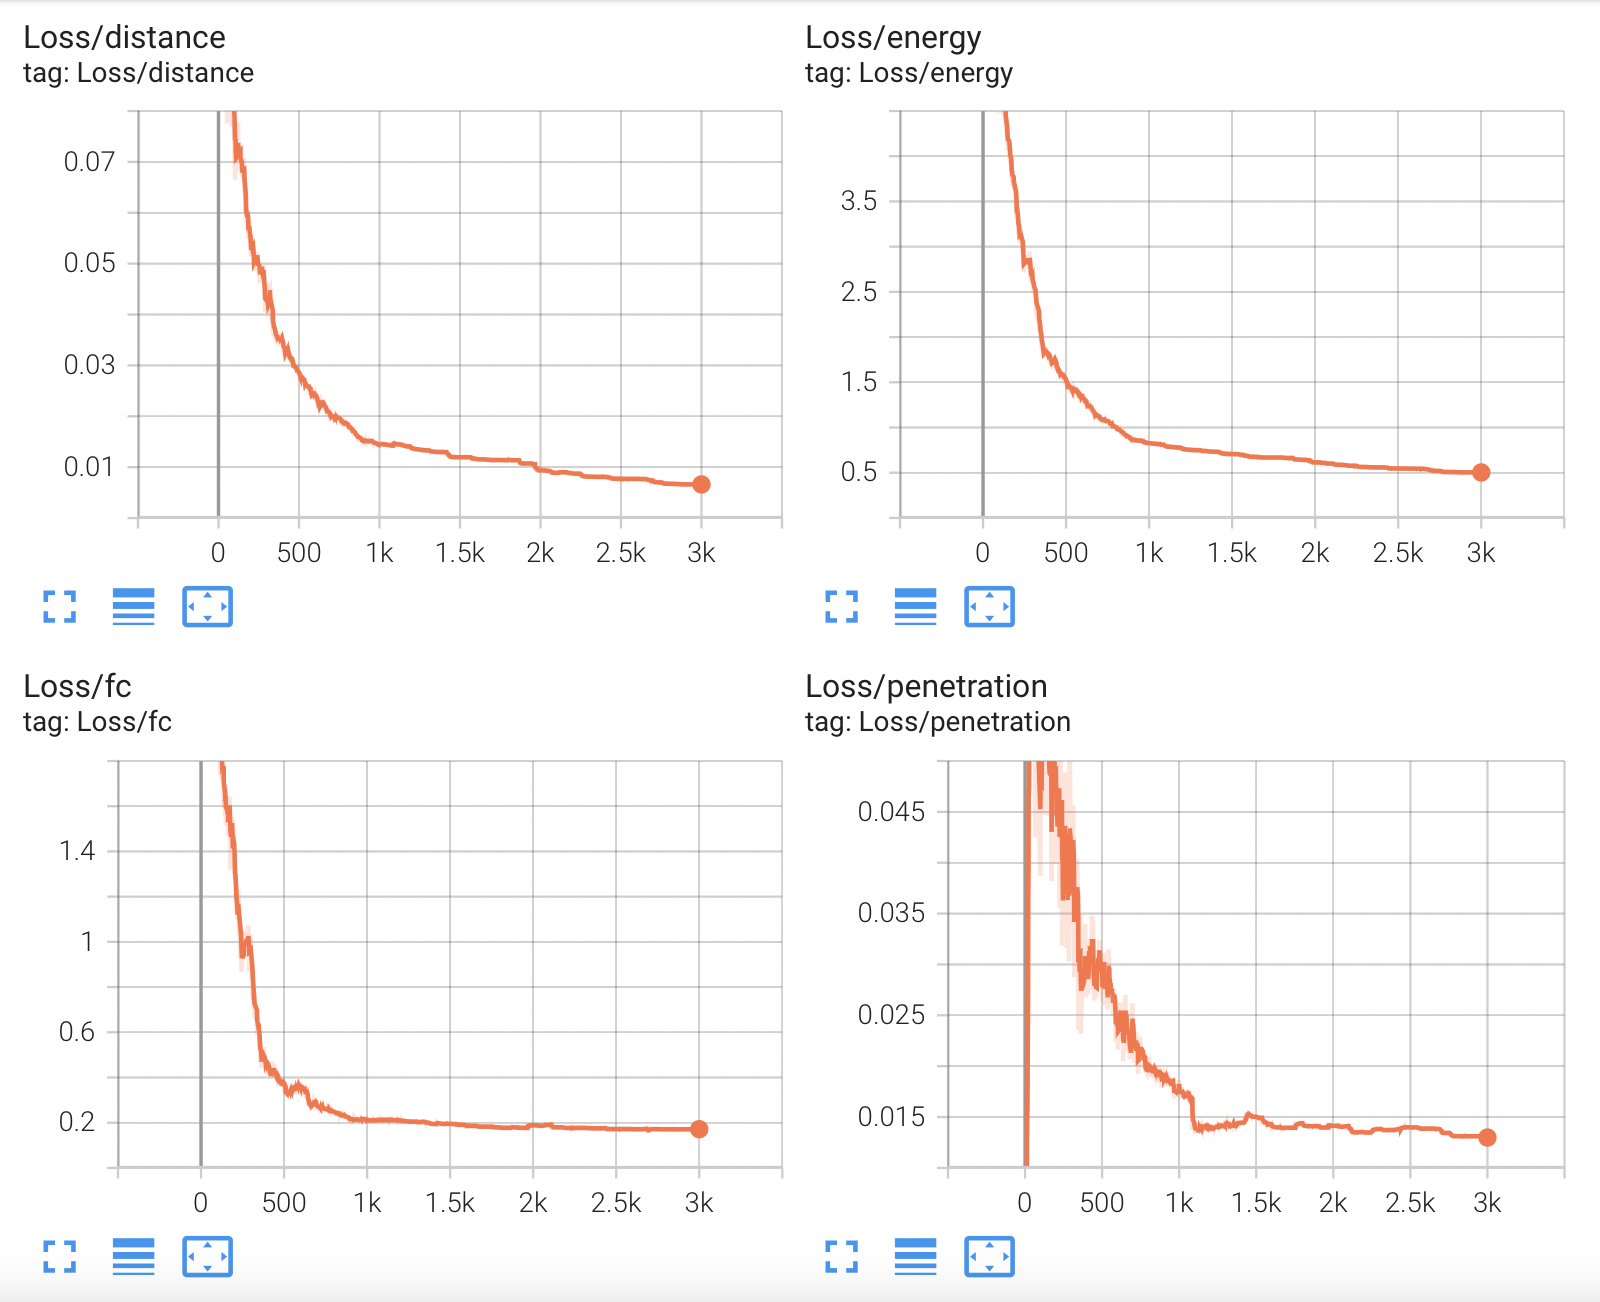 Loss/distance
tag: Loss/distance
0.07
0.05
0.03
0.01
0 500 1k 1.5k 2k 2.5k 3k
Loss/energy
tag: Loss/energy
3.5
2.5
1.5
0.5
0 500 1k 1.5k 2k 2.5k 3k
Loss/fc
tag: Loss/fc
1.4
1
0.6
0.2
0 500 1k 1.5k 2k 2.5k 3k
Loss/penetration
tag: Loss/penetration
0.045
0.035
0.025
0.015
0 500 1k 1.5k 2k 2.5k 3k